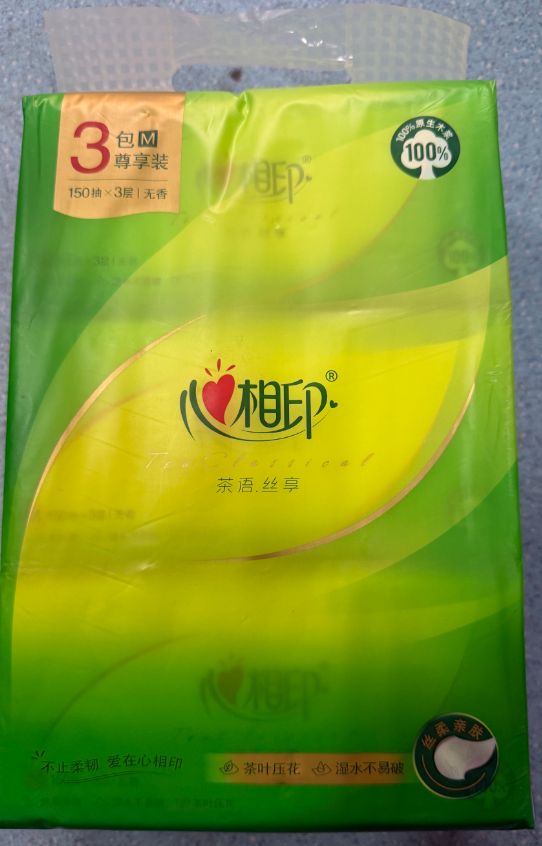 3包M
尊享装
150抽×3层|无香
100%原生木浆
100%
心相印®
Tea Classical
茶语.丝享
不止柔韧 爱在心相印
茶叶压花 湿水不易破
丝柔亲肤